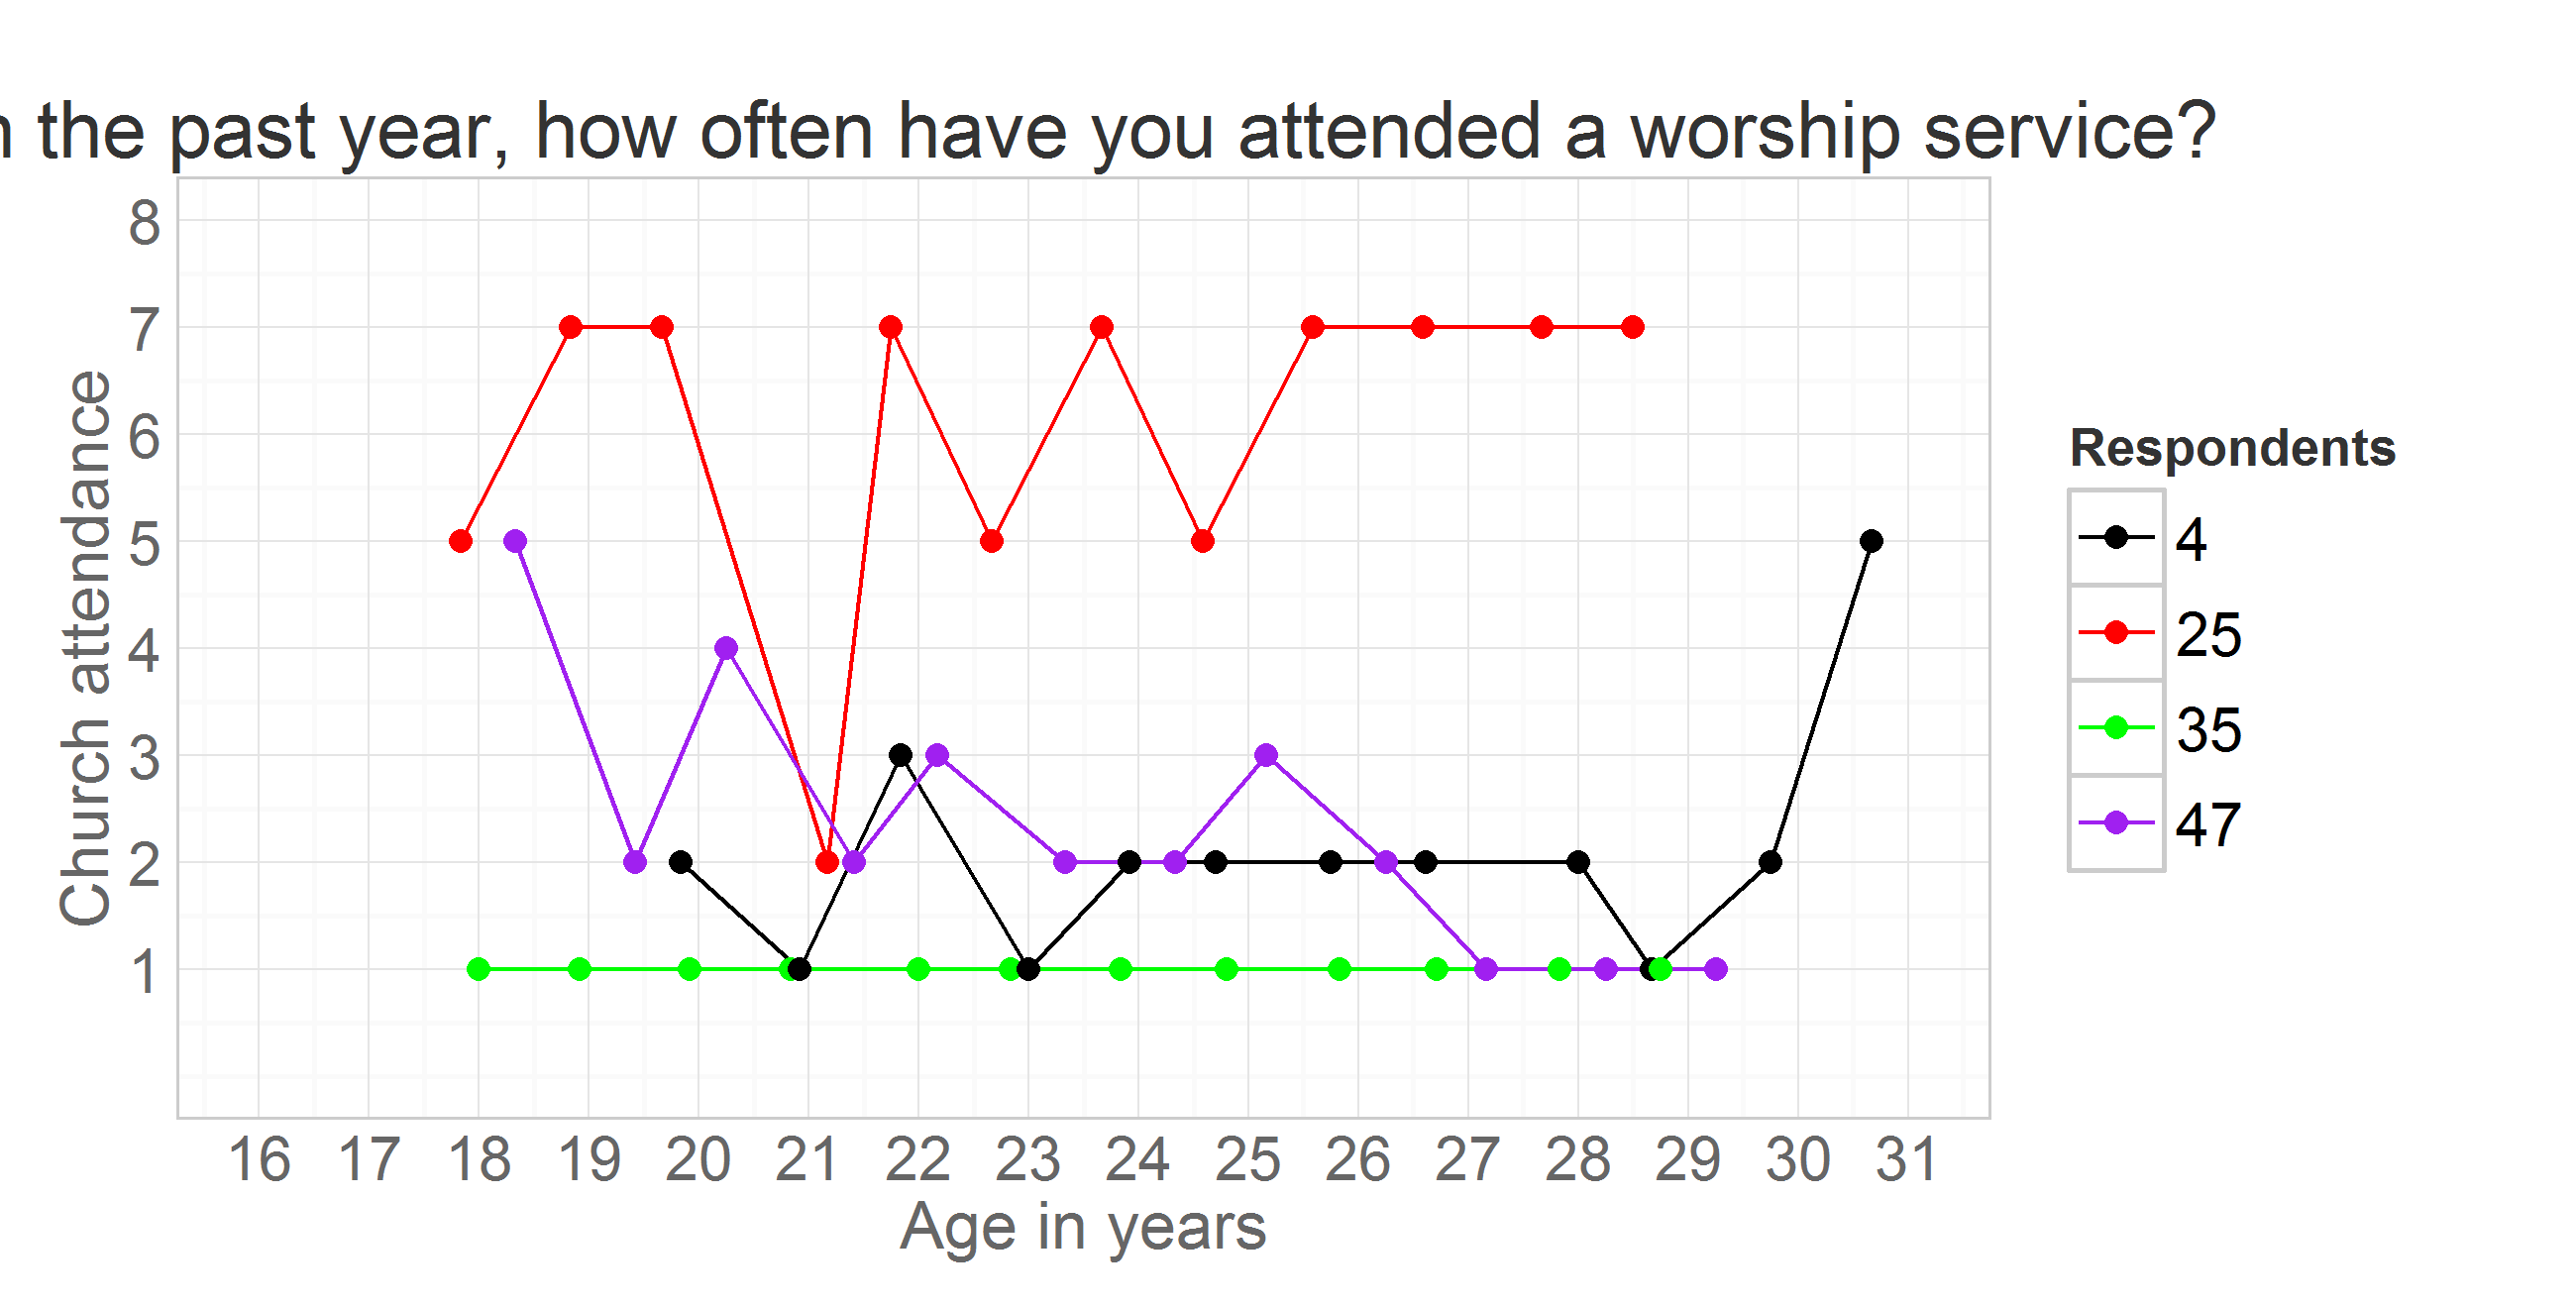 the past year, how often have you attended a worship service?
Church attendance
8
7
6
5
4
3
2
1
16 17 18 19 20 21 22 23 24 25 26 27 28 29 30 31
Age in years
Respondents
4
25
35
47